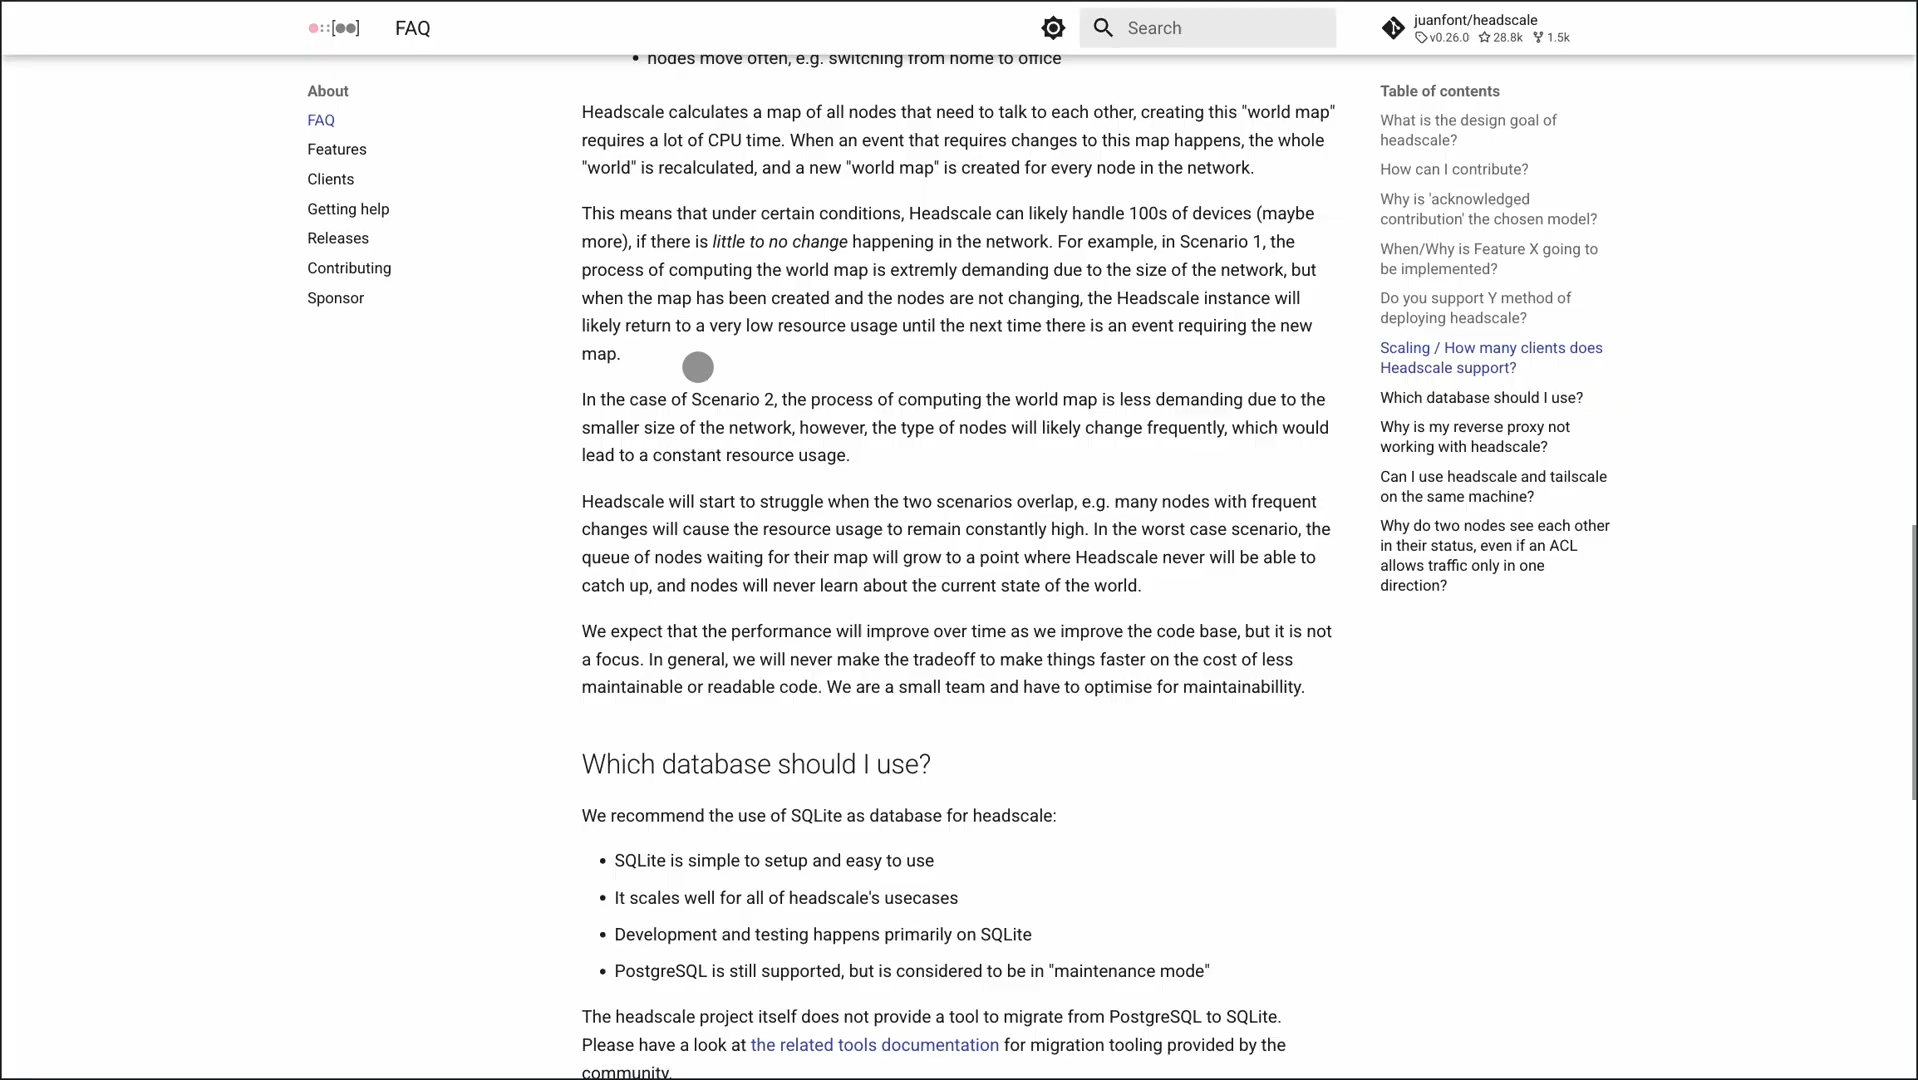 FAQ
Search
juanfont/headscale
v0.26.0 28.8k 1.5k
About
FAQ
Features
Clients
Getting help
Releases
Contributing
Sponsor
• nodes move often, e.g. switching from home to office
Headscale calculates a map of all nodes that need to talk to each other, creating this "world map"
requires a lot of CPU time. When an event that requires changes to this map happens, the whole
"world" is recalculated, and a new "world map" is created for every node in the network.
This means that under certain conditions, Headscale can likely handle 100s of devices (maybe
more), if there is little to no change happening in the network. For example, in Scenario 1, the
process of computing the world map is extremly demanding due to the size of the network, but
when the map has been created and the nodes are not changing, the Headscale instance will
likely return to a very low resource usage until the next time there is an event requiring the new
map.
In the case of Scenario 2, the process of computing the world map is less demanding due to the
smaller size of the network, however, the type of nodes will likely change frequently, which would
lead to a constant resource usage.
Headscale will start to struggle when the two scenarios overlap, e.g. many nodes with frequent
changes will cause the resource usage to remain constantly high. In the worst case scenario, the
queue of nodes waiting for their map will grow to a point where Headscale never will be able to
catch up, and nodes will never learn about the current state of the world.
We expect that the performance will improve over time as we improve the code base, but it is not
a focus. In general, we will never make the tradeoff to make things faster on the cost of less
maintainable or readable code. We are a small team and have to optimise for maintainabillity.
Which database should I use?
We recommend the use of SQLite as database for headscale:
• SQLite is simple to setup and easy to use
• It scales well for all of headscale's usecases
• Development and testing happens primarily on SQLite
• PostgreSQL is still supported, but is considered to be in "maintenance mode"
The headscale project itself does not provide a tool to migrate from PostgreSQL to SQLite.
Please have a look at the related tools documentation for migration tooling provided by the
community.
Table of contents
What is the design goal of
headscale?
How can I contribute?
Why is 'acknowledged
contribution' the chosen model?
When/Why is Feature X going to
be implemented?
Do you support Y method of
deploying headscale?
Scaling / How many clients does
Headscale support?
Which database should I use?
Why is my reverse proxy not
working with headscale?
Can I use headscale and tailscale
on the same machine?
Why do two nodes see each other
in their status, even if an ACL
allows traffic only in one
direction?